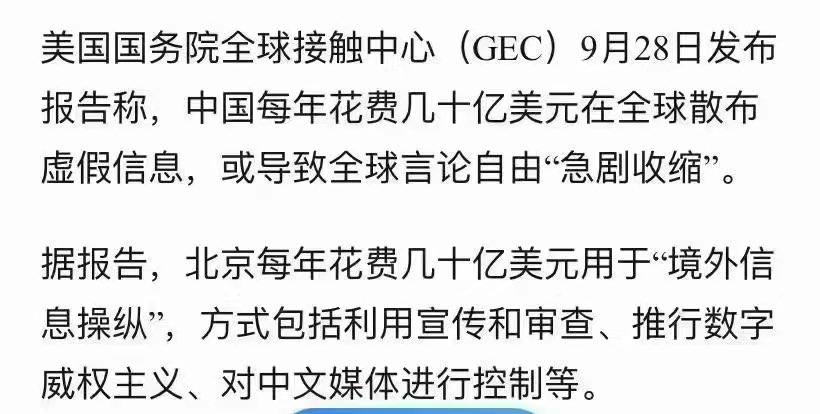 美国国务院全球接触中心（GEC）9月28日发布
报告称，中国每年花费几十亿美元在全球散布
虚假信息，或导致全球言论自由“急剧收缩”。
据报告，北京每年花费几十亿美元用于“境外信
息操纵”，方式包括利用宣传和审查、推行数字
威权主义、对中文媒体进行控制等。